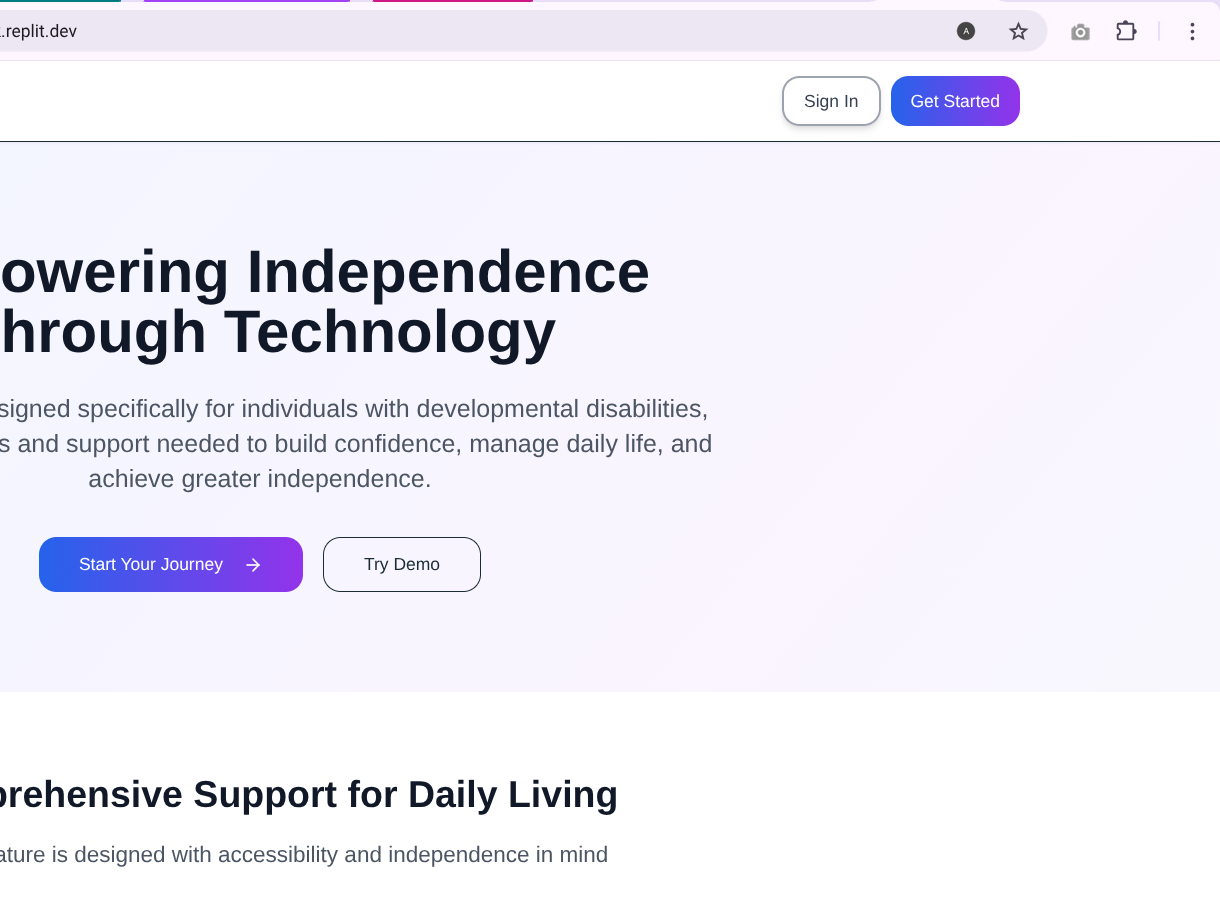 .replit.dev
A
Sign In
Get Started
owering Independence
hrough Technology
signed specifically for individuals with developmental disabilities,
s and support needed to build confidence, manage daily life, and
achieve greater independence.
Start Your Journey
Try Demo
prehensive Support for Daily Living
ature is designed with accessibility and independence in mind